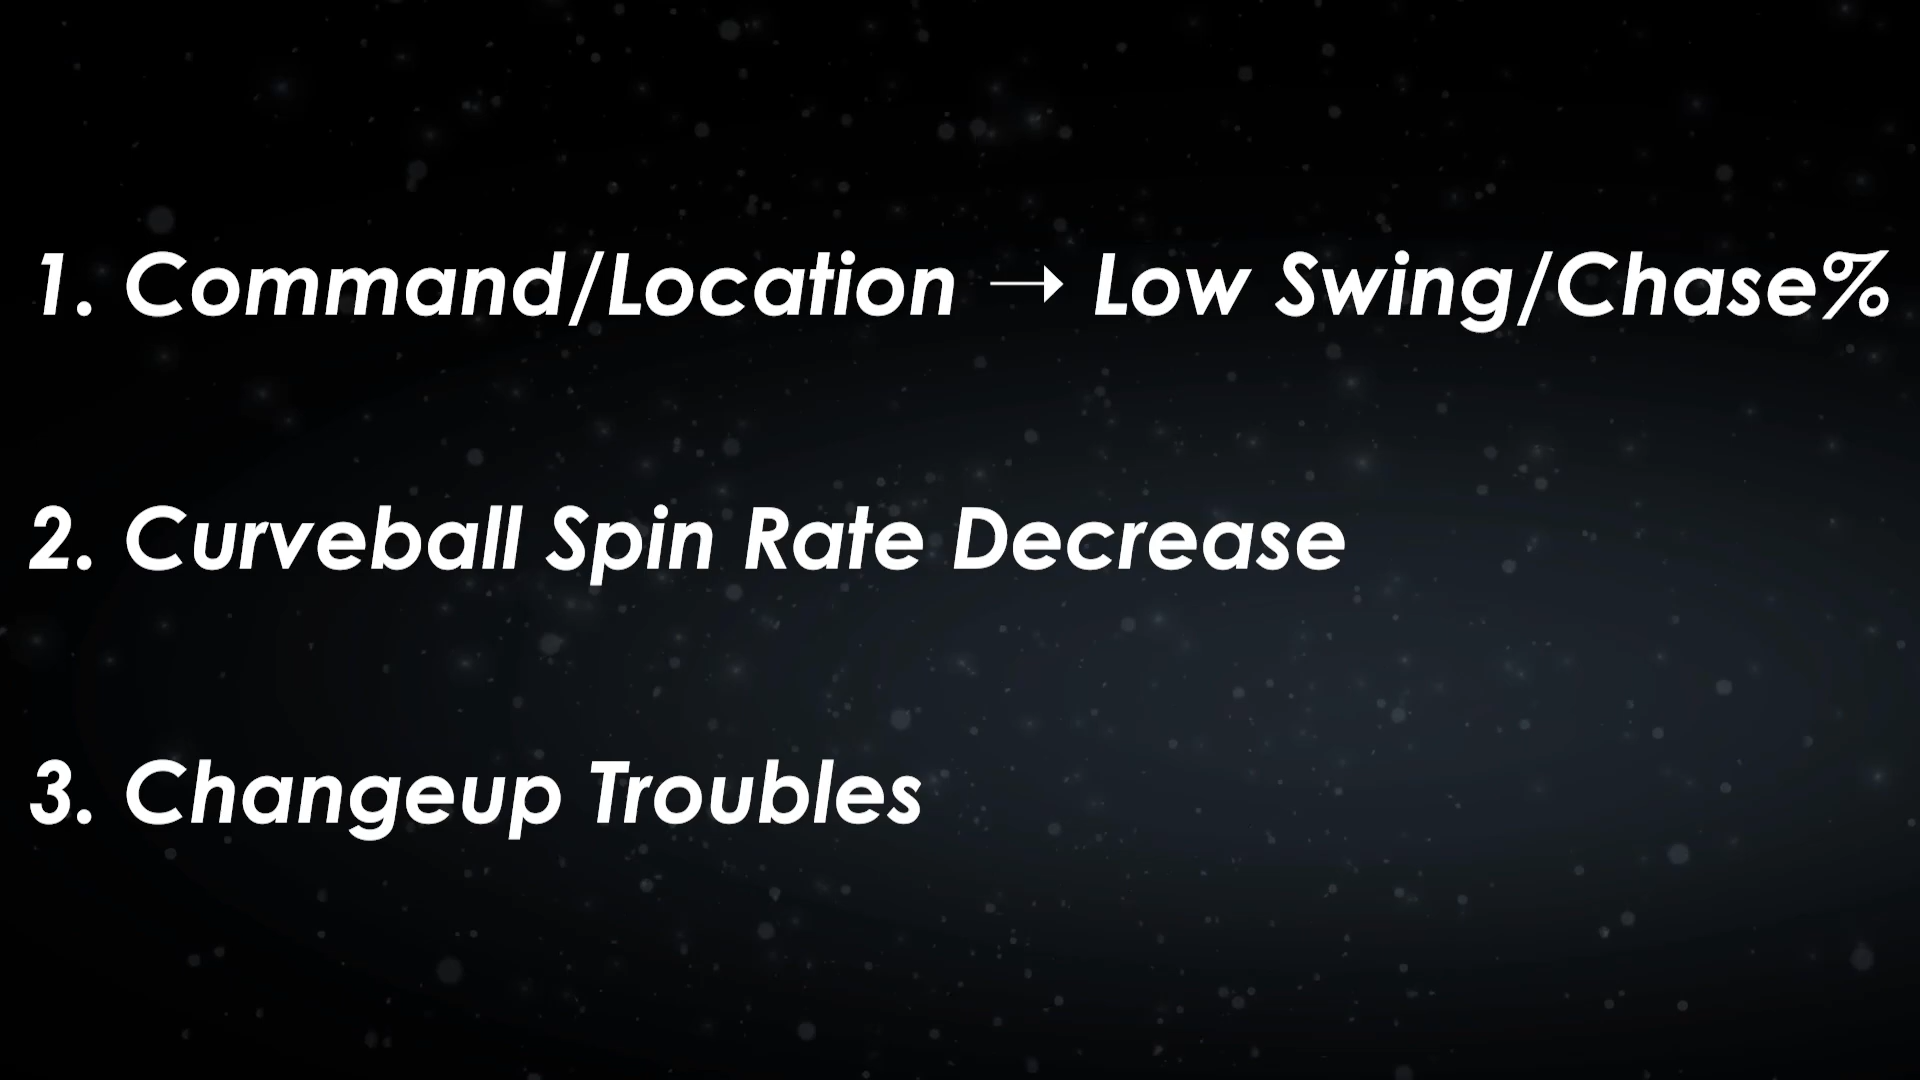 1. Command/Location → Low Swing/Chase%
2. Curveball Spin Rate Decrease
3. Changeup Troubles